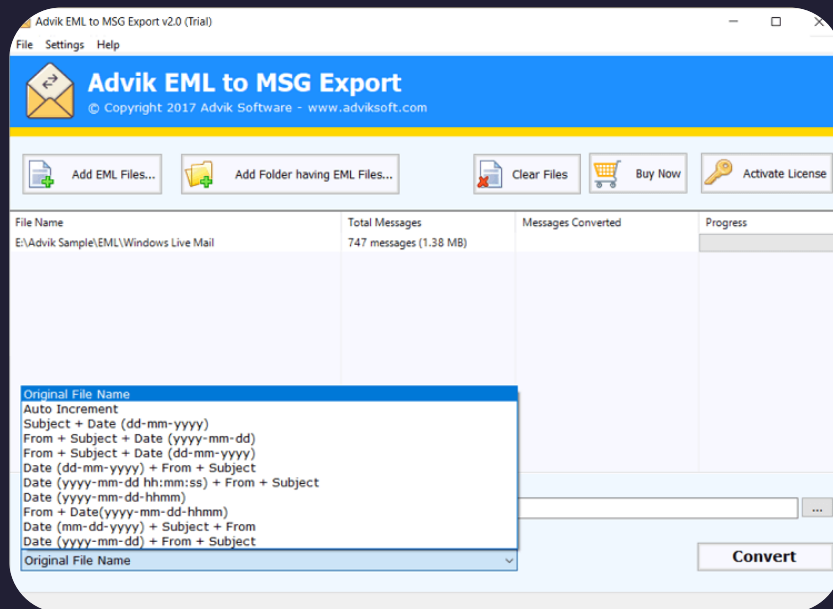 Advik EML to MSG Export v2.0 (Trial)
File Settings Help
Advik EML to MSG Export
© Copyright 2017 Advik Software - www.adviksoft.com
Add EML Files...
Add Folder having EML Files...
Clear Files
Buy Now
Activate License
File Name Total Messages Messages Converted Progress
E:\Advik Sample\EML\Windows Live Mail 747 messages (1.38 MB)
Original File Name
Auto Increment
Subject + Date (dd-mm-yyyy)
From + Subject + Date (yyyy-mm-dd)
From + Subject + Date (dd-mm-yyyy)
Date (dd-mm-yyyy) + From + Subject
Date (yyyy-mm-dd hh:mm:ss) + From + Subject
Date (yyyy-mm-dd-hhmm)
From + Date(yyyy-mm-dd-hhmm)
Date (mm-dd-yyyy) + Subject + From
Date (yyyy-mm-dd) + From + Subject
...
Original File Name
Convert